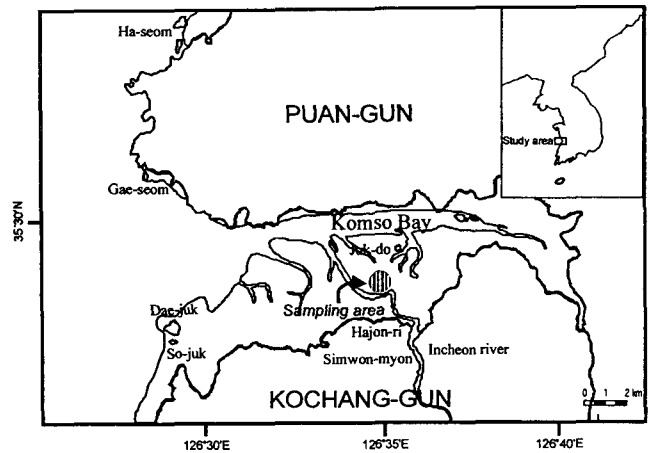 Ha-seom
PUAN-GUN
Study area
Gae-seom
35°30'N
Komso Bay
Juk-do
Sampling area
Dae-juk
So-juk
Hajon-ri
Simwon-myon
Incheon river
KOCHANG-GUN
0 1 2 km
126°30'E
126°35'E
126°40'E